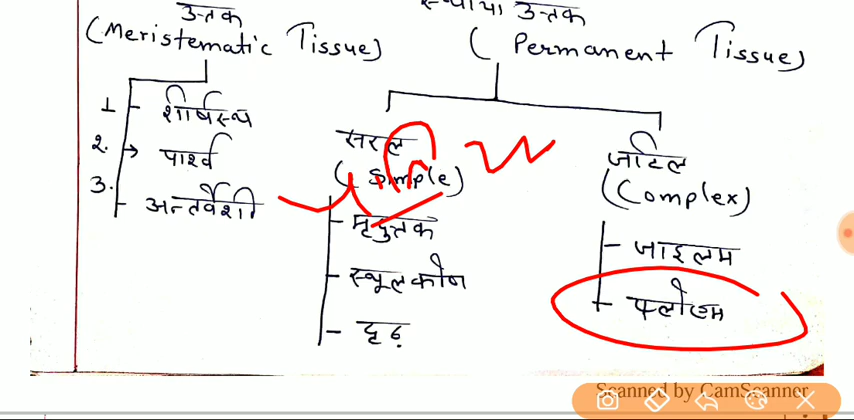 उत्तक
स्थायी उत्तक
(Meristematic Tissue)
(Permanent Tissue)
1 शीर्षस्थ
2. पार्श्व
3. अन्तर्वेशी
सरल
(Simple)
मृदुतक
स्थूलकोण
दृढ़
जटिल
(Complex)
जाइलम
फ्लोएम
Scanned by CamScanner